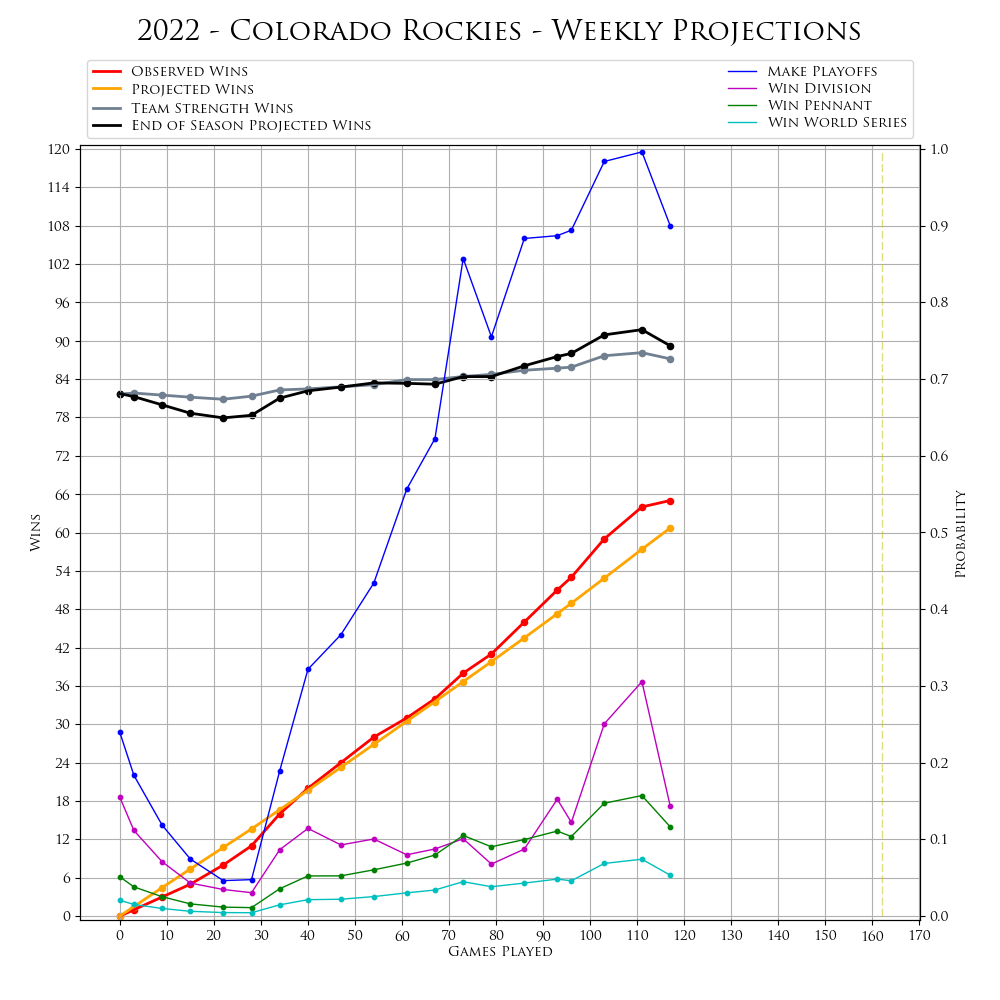 2022 - Colorado Rockies - Weekly Projections
Observed Wins
Projected Wins
Team Strength Wins
End of Season Projected Wins
Make Playoffs
Win Division
Win Pennant
Win World Series
120
114
108
102
96
90
84
78
72
66
60
54
48
42
36
30
24
18
12
6
0
Wins
1.0
0.9
0.8
0.7
0.6
0.5
0.4
0.3
0.2
0.1
0.0
Probability
0 10 20 30 40 50 60 70 80 90 100 110 120 130 140 150 160 170
Games Played